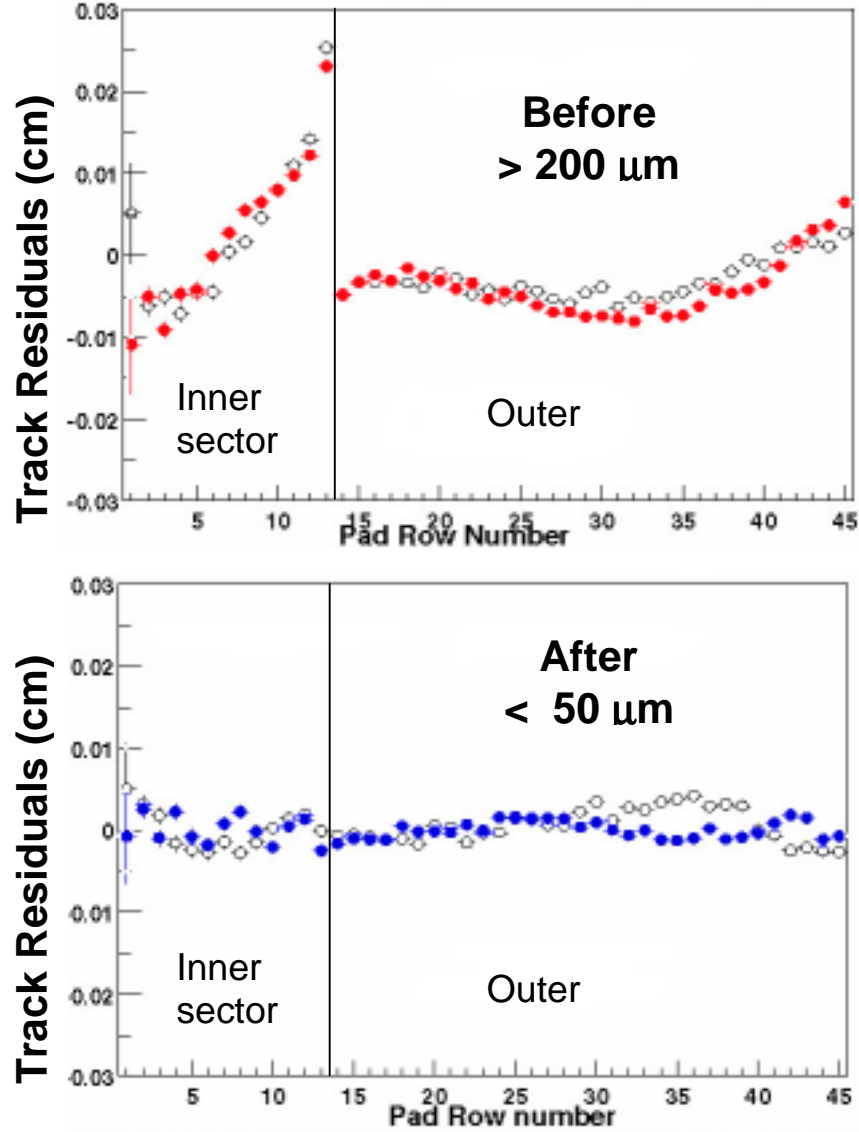 Track Residuals (cm)
0.03
0.02
0.01
0
-0.01
-0.02
-0.03
Before
> 200 μm
Inner
sector
Outer
5 10 15 20 25 30 35 40 45
Pad Row Number
Track Residuals (cm)
0.03
0.02
0.01
0
0.01
0.02
0.03
After
< 50 μm
Inner
sector
Outer
5 10 15 20 25 30 35 40 45
Pad Row number